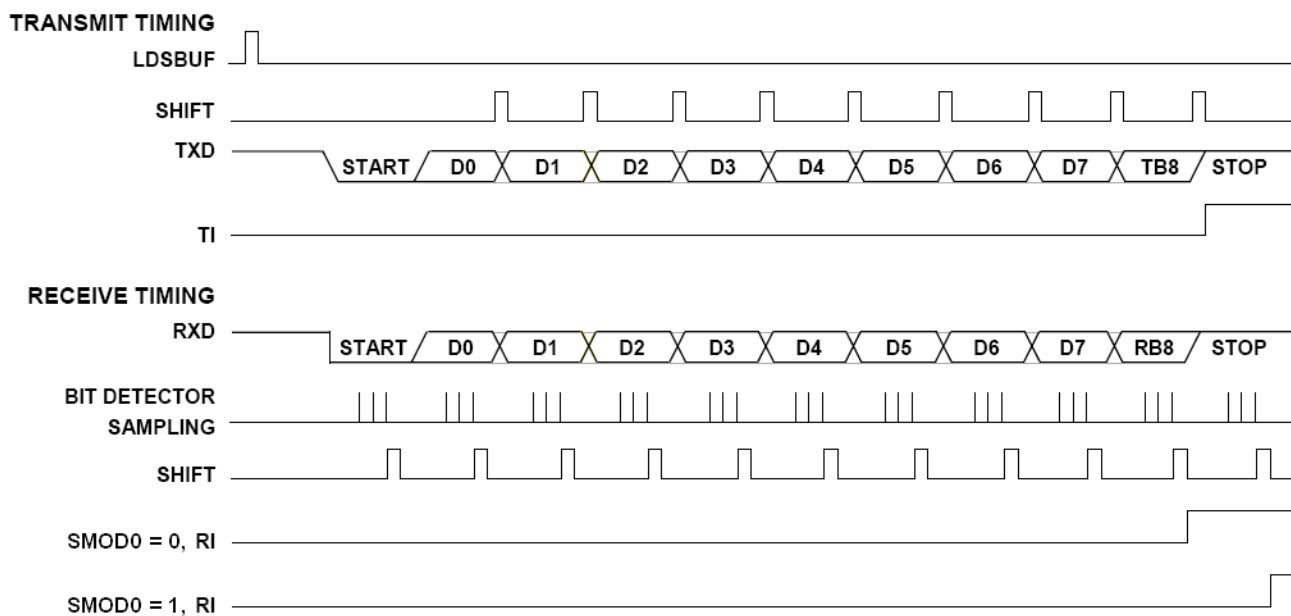 TRANSMIT TIMING
LDSBUF
SHIFT
TXD START D0 D1 D2 D3 D4 D5 D6 D7 TB8 STOP
TI
RECEIVE TIMING
RXD START D0 D1 D2 D3 D4 D5 D6 D7 RB8 STOP
BIT DETECTOR
SAMPLING
SHIFT
SMOD0 = 0, RI
SMOD0 = 1, RI